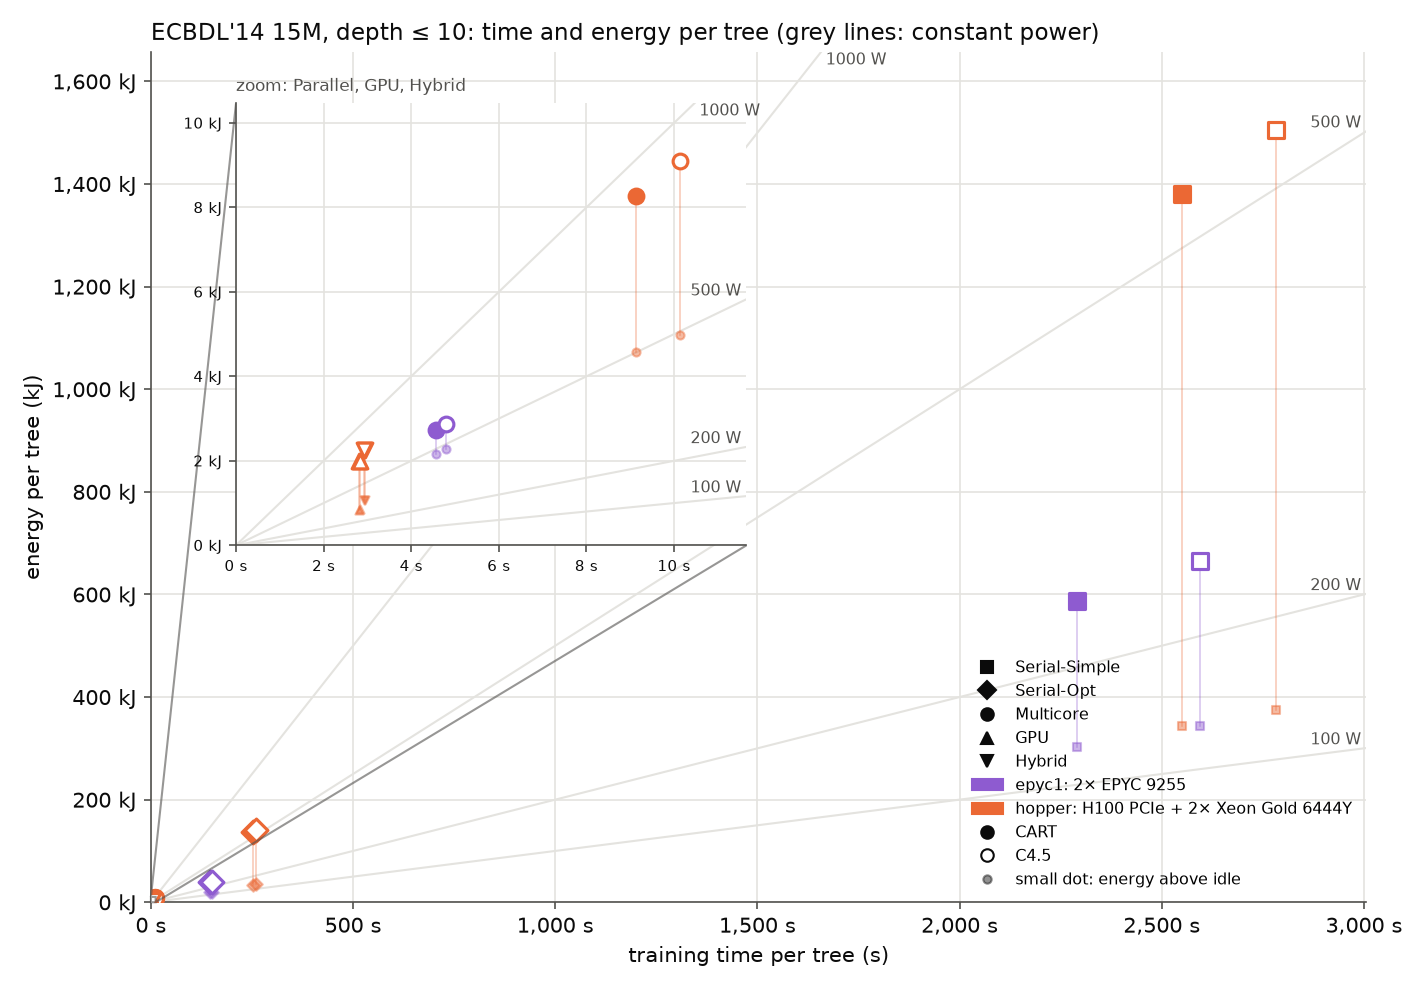 ECBDL'14 15M, depth ≤ 10: time and energy per tree (grey lines: constant power)
1000 W
1,600 kJ
zoom: Parallel, GPU, Hybrid
1000 W
10 kJ
500 W
1,400 kJ
8 kJ
1,200 kJ
6 kJ
500 W
1,000 kJ
4 kJ
energy per tree (kJ)
200 W
2 kJ
800 kJ
100 W
0 kJ
0 s
2 s
4 s
6 s
8 s
10 s
600 kJ
200 W
Serial-Simple
Serial-Opt
400 kJ
Multicore
GPU
100 W
Hybrid
epyc1: 2× EPYC 9255
200 kJ
hopper: H100 PCIe + 2× Xeon Gold 6444Y
CART
C4.5
small dot: energy above idle
0 kJ
0 s
500 s
1,000 s
1,500 s
2,000 s
2,500 s
3,000 s
training time per tree (s)